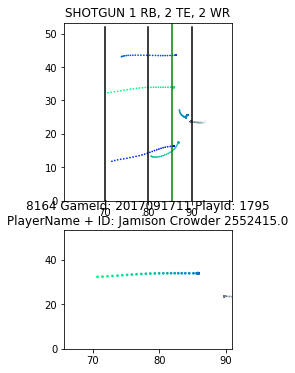 SHOTGUN 1 RB, 2 TE, 2 WR
50
40
30
20
10
0
70 80 90
8164 GameId: 2017091711 PlayId: 1795
PlayerName + ID: Jamison Crowder 2552415.0
40
20
0
70 80 90